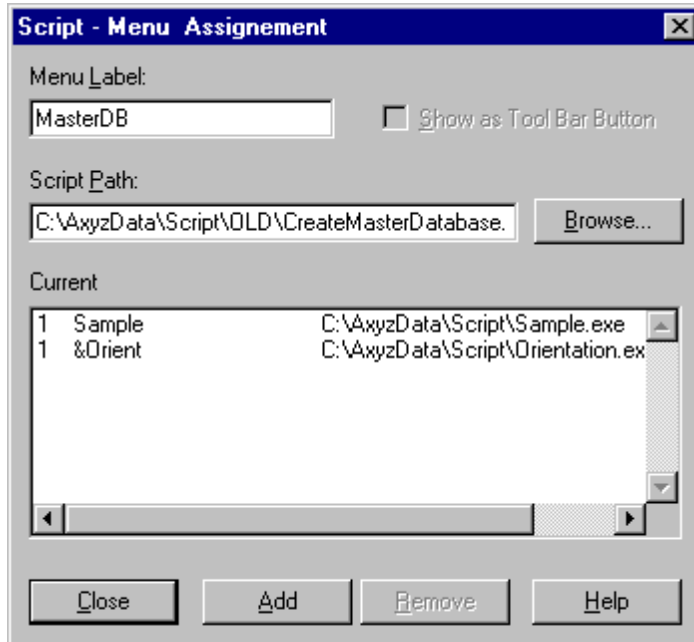 Script - Menu Assignement
Menu Label:
MasterDB
Show as Tool Bar Button
Script Path:
C:\AxyzData\Script\OLD\CreateMasterDatabase.
Browse...
Current
1 Sample C:\AxyzData\Script\Sample.exe
1 &Orient C:\AxyzData\Script\Orientation.ex
Close Add Remove Help